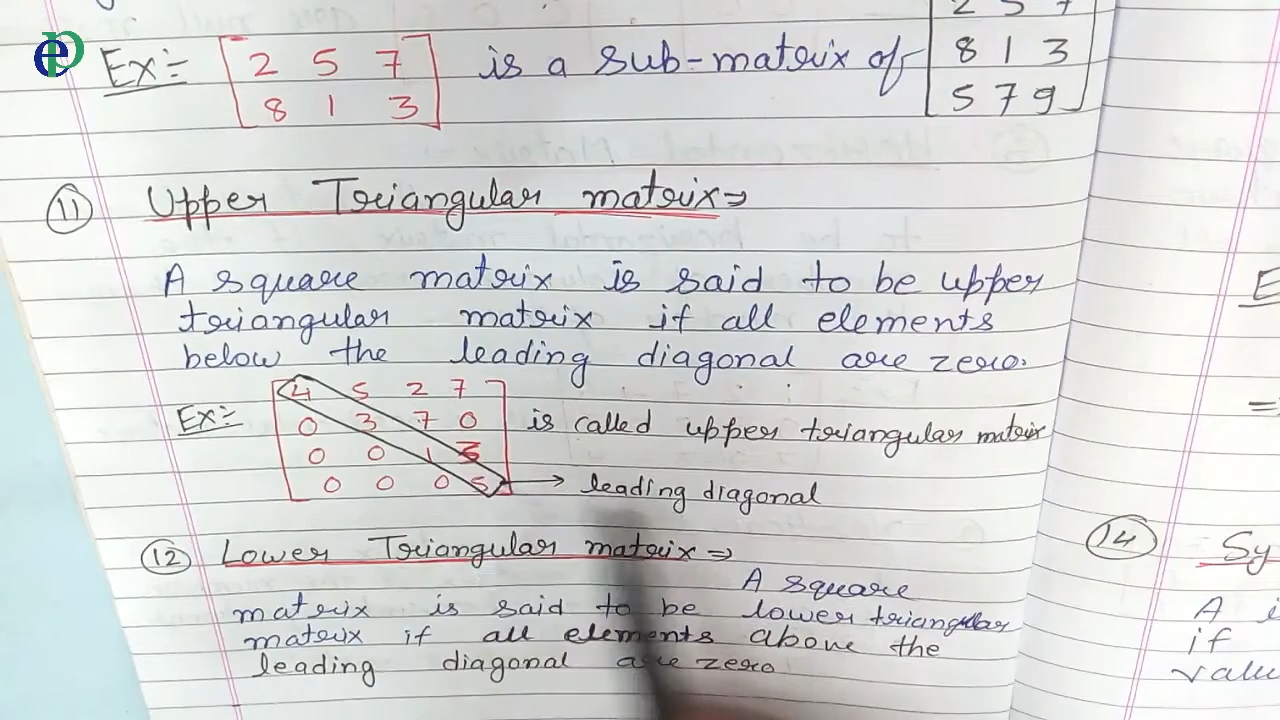 2 5 7
Ex:= [2 5 7 is a sub-matrix of 8 1 3
8 1 3] 5 7 9
11 Upper Triangular matrix ⇒
A square matrix is said to be upper
triangular matrix if all elements
below the leading diagonal are zero.
4 5 2 7
Ex:= 0 3 7 0 is called upper triangular matrix
0 0 1 3
0 0 0 5 → leading diagonal
12 Lower Triangular matrix ⇒
A square
matrix is said to be lower triangular
matrix if all elements above the
leading diagonal are zero
14 Sy
A
if
valu